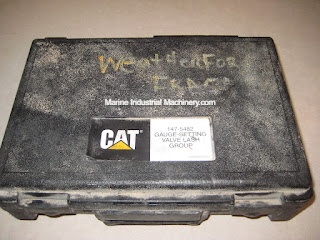 Weatherfor
Marine Industrial Machinery.com
CAT
147-5482
GAUGE-SETTING
VALVE LASH
GROUP